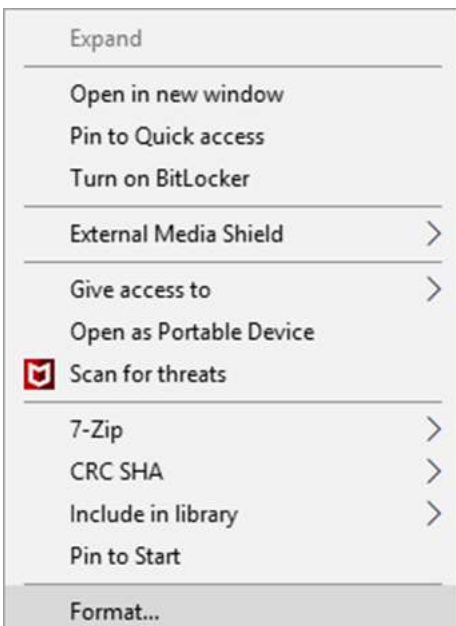 Expand
Open in new window
Pin to Quick access
Turn on BitLocker
External Media Shield
Give access to
Open as Portable Device
Scan for threats
7-Zip
CRC SHA
Include in library
Pin to Start
Format...